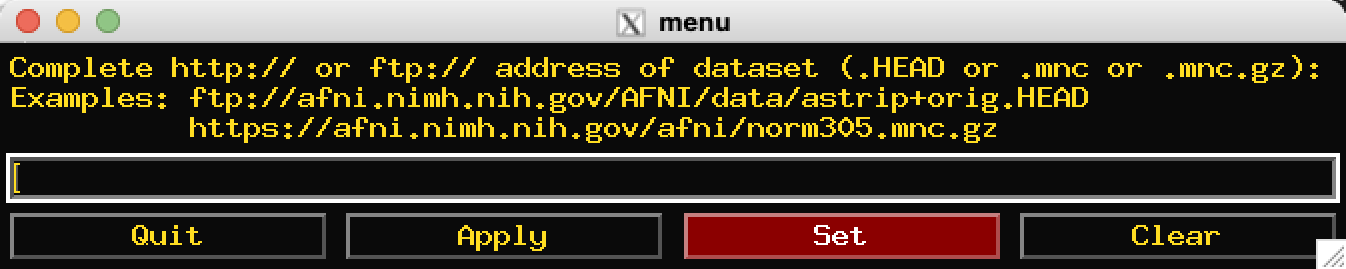 menu
Complete http:// or ftp:// address of dataset (.HEAD or .mnc or .mnc.gz):
Examples: ftp://afni.nimh.nih.gov/AFNI/data/astrip+orig.HEAD
https://afni.nimh.nih.gov/afni/norm305.mnc.gz
Quit Apply Set Clear